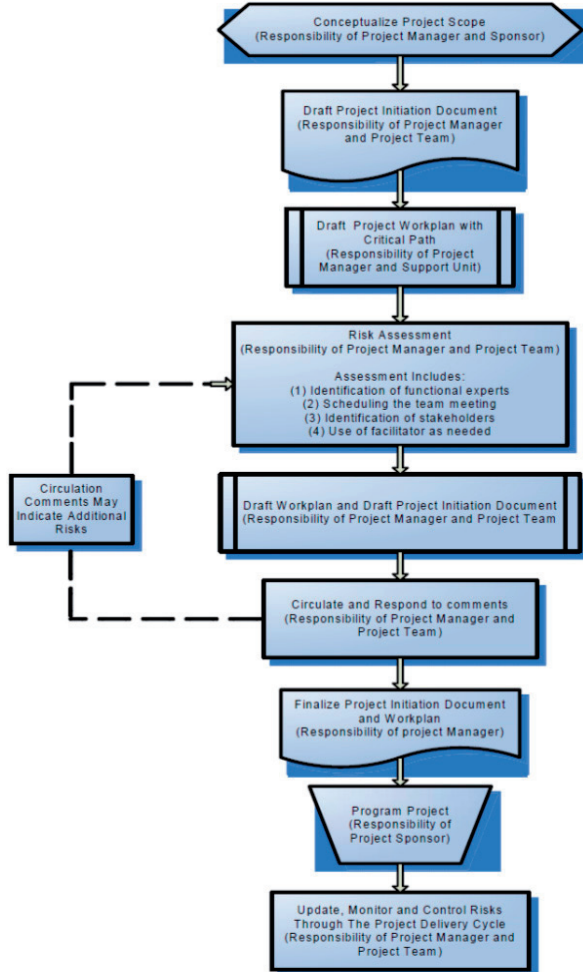 Conceptualize Project Scope
(Responsibility of Project Manager and Sponsor)
Draft Project Initiation Document
(Responsibility of Project Manager
and Project Team)
Draft Project Workplan with
Critical Path
(Responsibility of Project
Manager and Support Unit)
Risk Assessment
(Responsibility of Project Manager and Project Team)
Assessment Includes:
(1) Identification of functional experts
(2) Scheduling the team meeting
(3) Identification of stakeholders
(4) Use of facilitator as needed
Circulation
Comments May
Indicate Additional
Risks
Draft Workplan and Draft Project Initiation Document
(Responsibility of Project Manager and Project Team
Circulate and Respond to comments
(Responsibility of Project Manager and
Project Team)
Finalize Project Initiation Document
and Workplan
(Responsibility of project Manager)
Program Project
(Responsibility of
Project Sponsor)
Update, Monitor and Control Risks
Through The Project Delivery Cycle
(Responsibility of Project Manager and
Project Team)